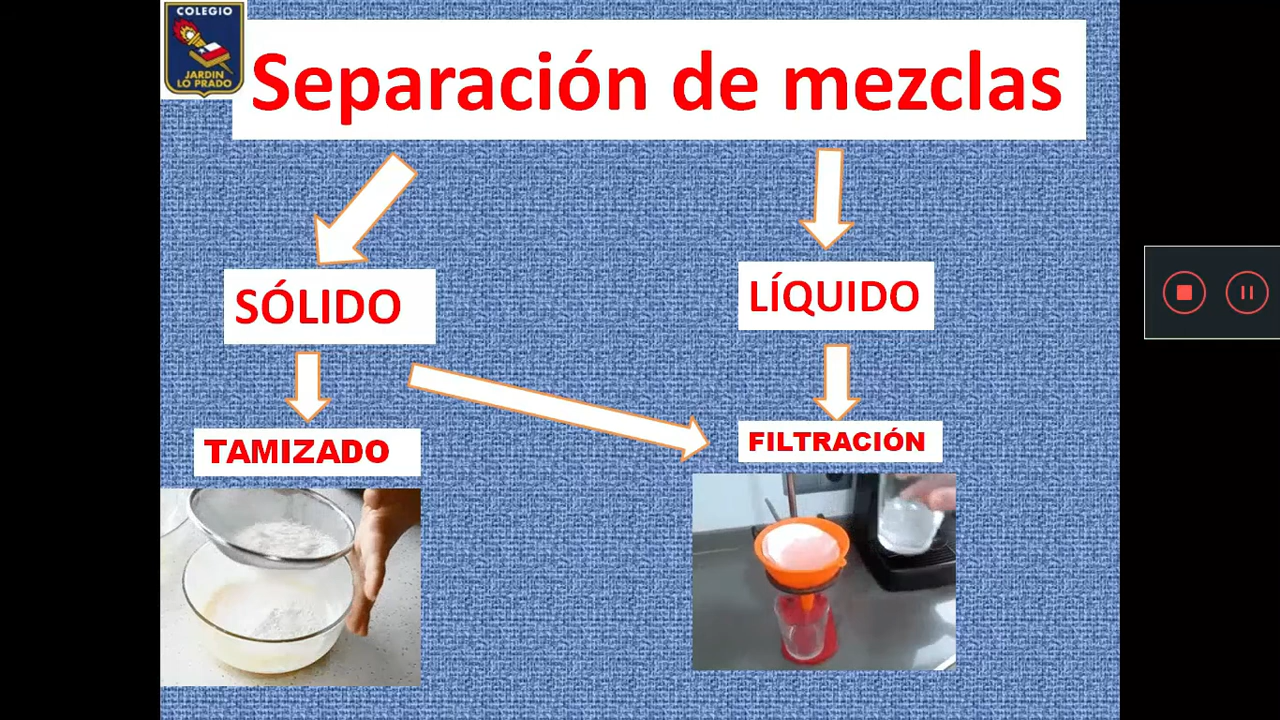 COLEGIO
JARDIN
LO PRADO
Separación de mezclas
SÓLIDO
LÍQUIDO
TAMIZADO
FILTRACIÓN